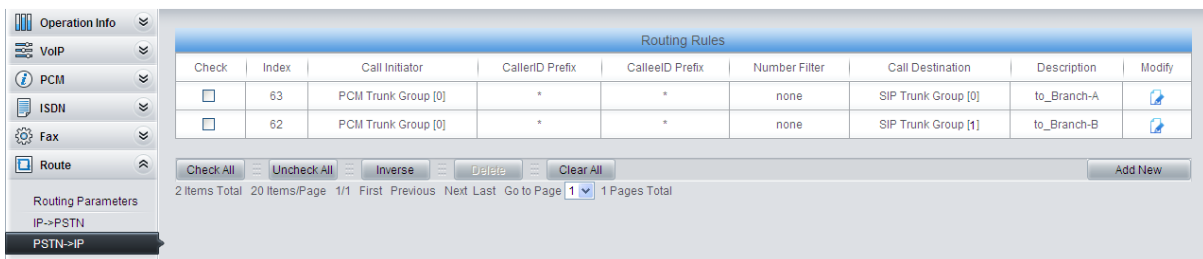 Operation Info
VoIP
PCM
ISDN
Fax
Route
Routing Parameters
IP->PSTN
PSTN->IP
Routing Rules
Check Index Call Initiator CallerID Prefix CalleeID Prefix Number Filter Call Destination Description Modify
63 PCM Trunk Group [0] * * none SIP Trunk Group [0] to_Branch-A
62 PCM Trunk Group [0] * * none SIP Trunk Group [1] to_Branch-B
Check All Uncheck All Inverse Delete Clear All Add New
2 Items Total 20 Items/Page 1/1 First Previous Next Last Go to Page 1 1 Pages Total